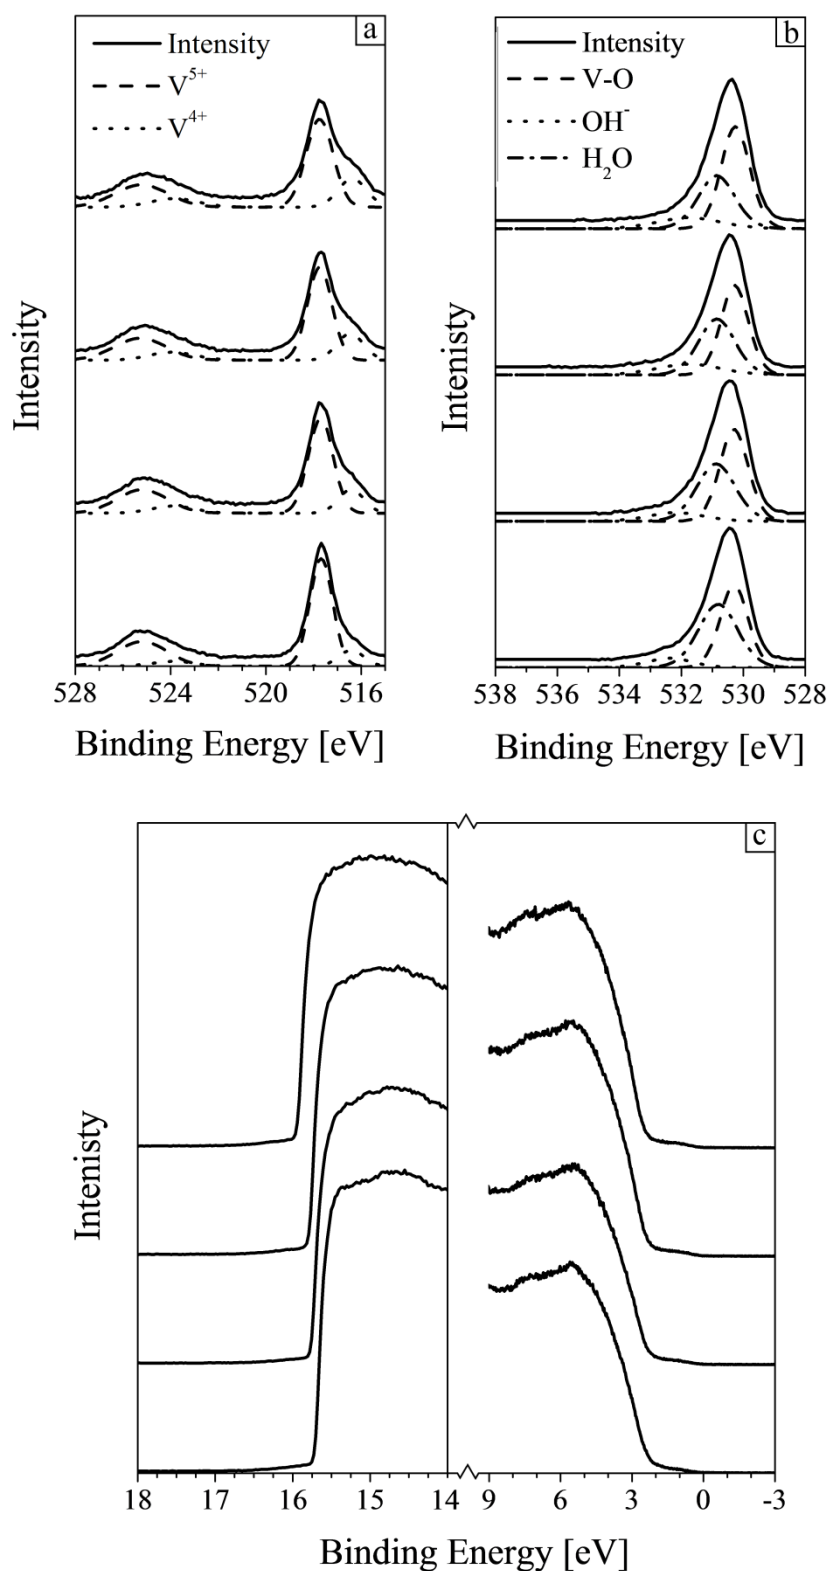 a
Intensity
V5+
V4+
Intensity
528 524 520 516
Binding Energy [eV]
b
Intensity
V-O
OH-
H2O
Intenisty
538 536 534 532 530 528
Binding Energy [eV]
c
Intenisty
18 17 16 15 14 9 6 3 0 -3
Binding Energy [eV]